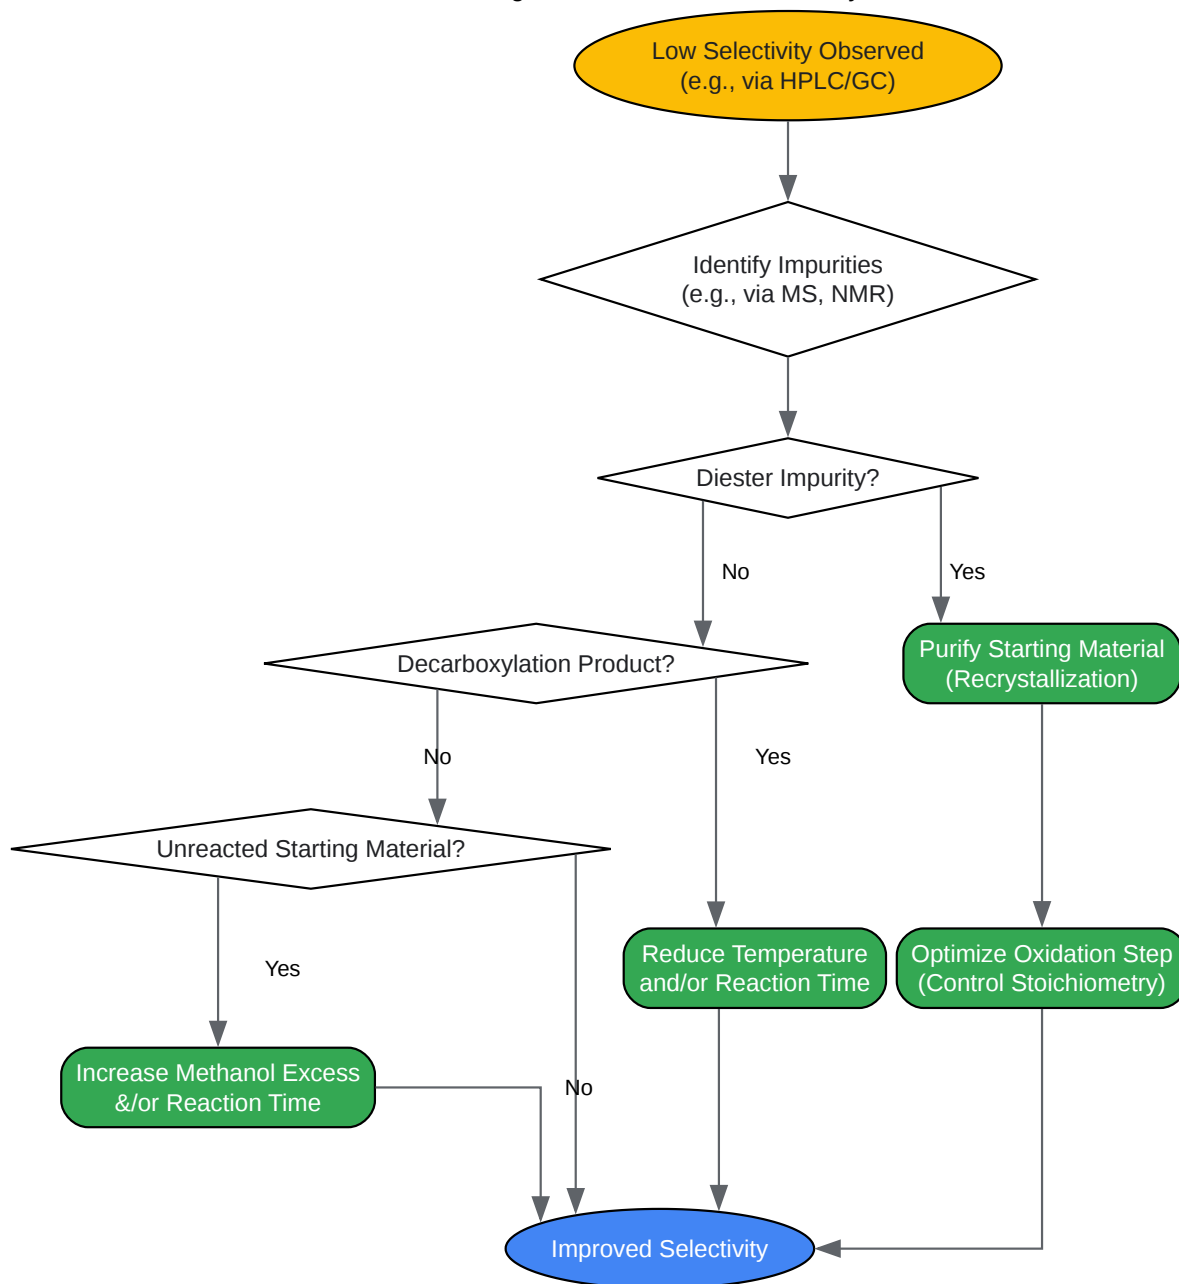 Low Selectivity Observed
(e.g., via HPLC/GC)
Identify Impurities
(e.g., via MS, NMR)
Diester Impurity?
No
Yes
Decarboxylation Product?
Purify Starting Material
(Recrystallization)
No
Yes
Unreacted Starting Material?
Yes
Reduce Temperature
and/or Reaction Time
Optimize Oxidation Step
(Control Stoichiometry)
Increase Methanol Excess
&/or Reaction Time
No
Improved Selectivity